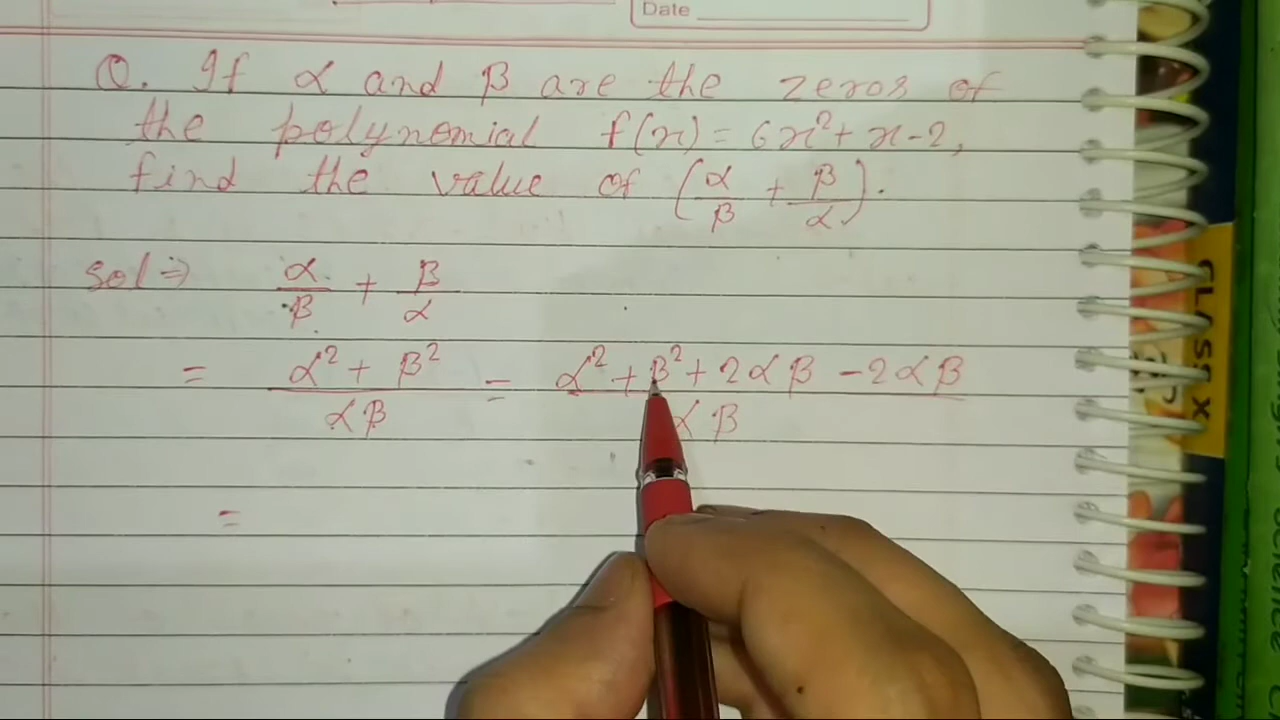 Date
Q. If α and β are the zeros of
the polynomial f(x) = 6x² + x - 2,
find the value of (α/β + β/α).
Sol ⇒ α/β + β/α
= α² + β² / αβ = α² + β² + 2αβ - 2αβ / αβ
=
CLASS X